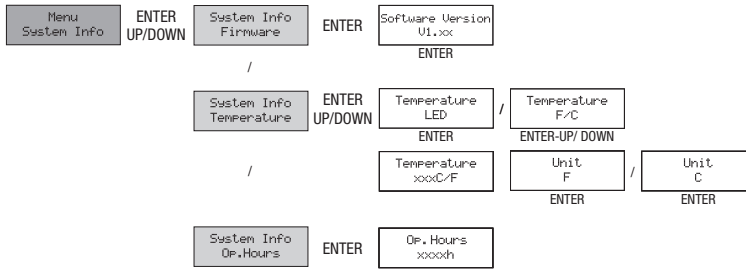 Menu
System Info
ENTER
UP/DOWN
System Info
Firmware
ENTER
Software Version
V1.xx
ENTER
/
System Info
Temperature
ENTER
UP/DOWN
Temperature
LED
ENTER
/
Temperature
F/C
ENTER-UP/ DOWN
/
Temperature
xxxC/F
Unit
F
ENTER
/
Unit
C
ENTER
System Info
Op.Hours
ENTER
Op.Hours
xxxxh